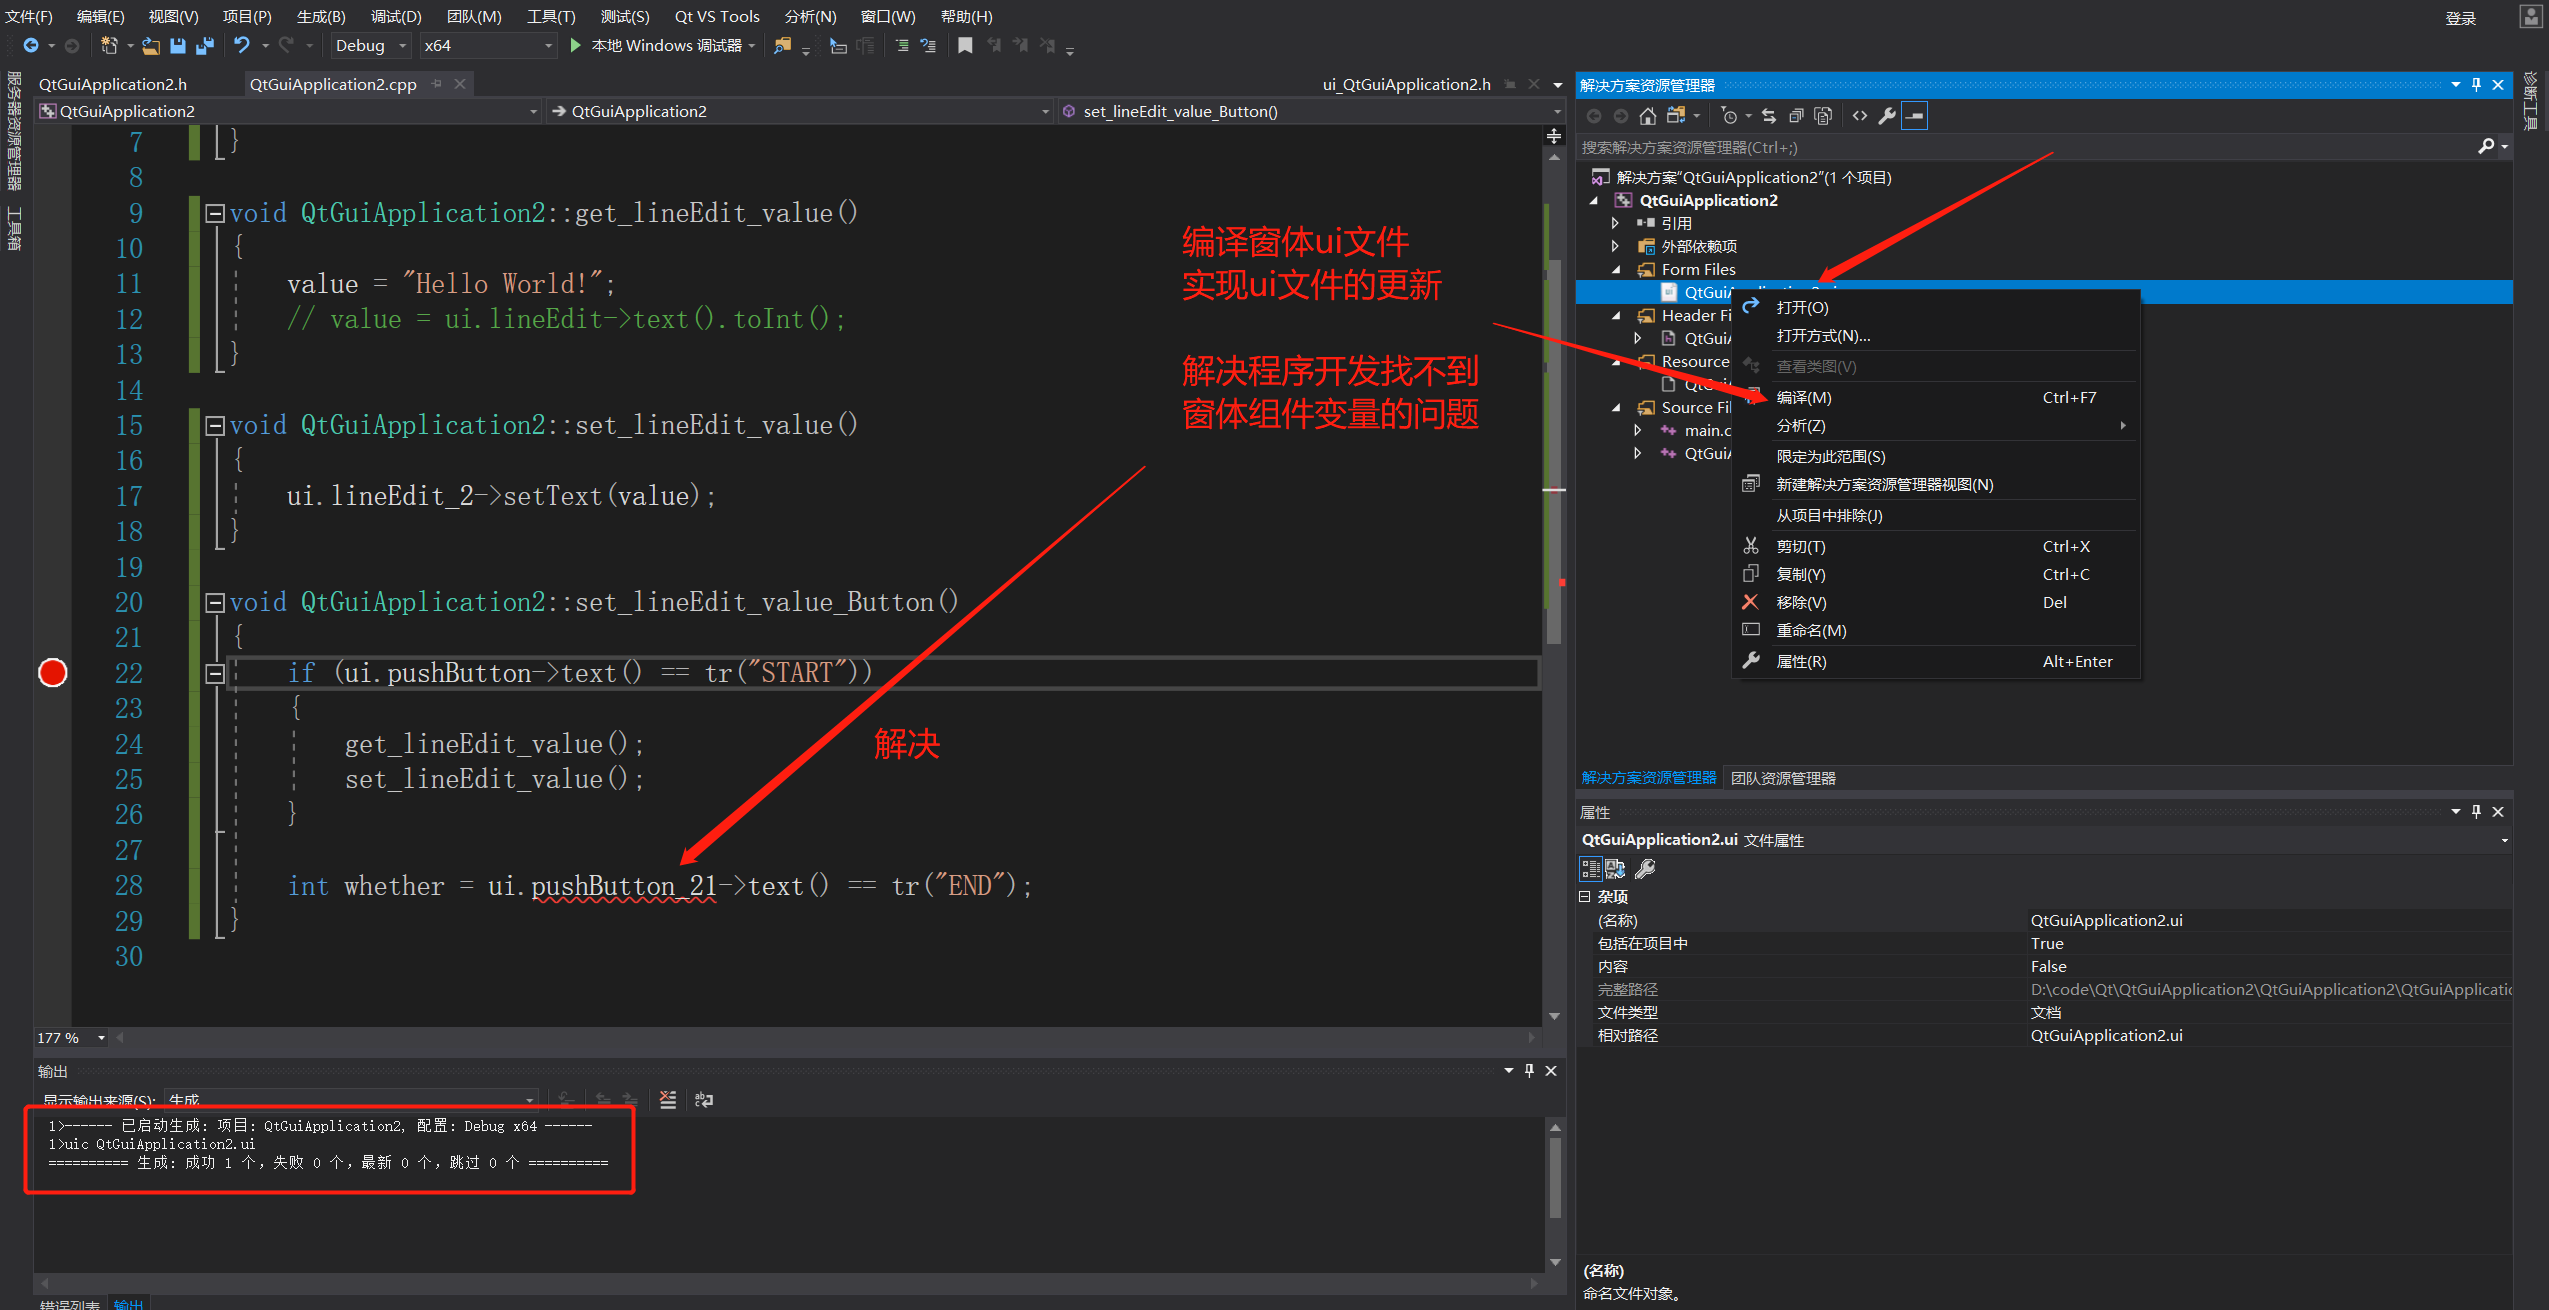 文件(F) 编辑(E) 视图(V) 项目(P) 生成(B) 调试(D) 团队(M) 工具(T) 测试(S) Qt VS Tools 分析(N) 窗口(W) 帮助(H) 登录
Debug x64 本地 Windows 调试器
服务器资源管理器
工具箱
QtGuiApplication2.h QtGuiApplication2.cpp ui_QtGuiApplication2.h
QtGuiApplication2 QtGuiApplication2 set_lineEdit_value_Button()
7 }
8
9 void QtGuiApplication2::get_lineEdit_value()
10 {
11 value = "Hello World!";
12 // value = ui.lineEdit->text().toInt();
13 }
14
15 void QtGuiApplication2::set_lineEdit_value()
16 {
17 ui.lineEdit_2->setText(value);
18 }
19
20 void QtGuiApplication2::set_lineEdit_value_Button()
21 {
22 if (ui.pushButton->text() == tr("START"))
23 {
24 get_lineEdit_value();
25 set_lineEdit_value();
26 }
27
28 int whether = ui.pushButton_21->text() == tr("END");
29 }
30
编译窗体ui文件
实现ui文件的更新
解决程序开发找不到
窗体组件变量的问题
解决
177 %
输出
显示输出来源(S): 生成
1>------ 已启动生成: 项目: QtGuiApplication2, 配置: Debug x64 ------
1>uic QtGuiApplication2.ui
========== 生成: 成功 1 个，失败 0 个，最新 0 个，跳过 0 个 ==========
错误列表 输出
解决方案资源管理器
搜索解决方案资源管理器(Ctrl+;)
解决方案"QtGuiApplication2"(1 个项目)
QtGuiApplication2
引用
外部依赖项
Form Files
QtGui
Header Fi
QtGui
Resource
Source Fil
main.c
QtGui
打开(O)
打开方式(N)...
查看类图(V)
编译(M) Ctrl+F7
分析(Z)
限定为此范围(S)
新建解决方案资源管理器视图(N)
从项目中排除(J)
剪切(T) Ctrl+X
复制(Y) Ctrl+C
移除(V) Del
重命名(M)
属性(R) Alt+Enter
解决方案资源管理器 团队资源管理器
属性
QtGuiApplication2.ui 文件属性
杂项
(名称) QtGuiApplication2.ui
包括在项目中 True
内容 False
完整路径 D:\code\Qt\QtGuiApplication2\QtGuiApplication2\QtGuiApplicatic
文件类型 文档
相对路径 QtGuiApplication2.ui
(名称)
命名文件对象。
诊断工具